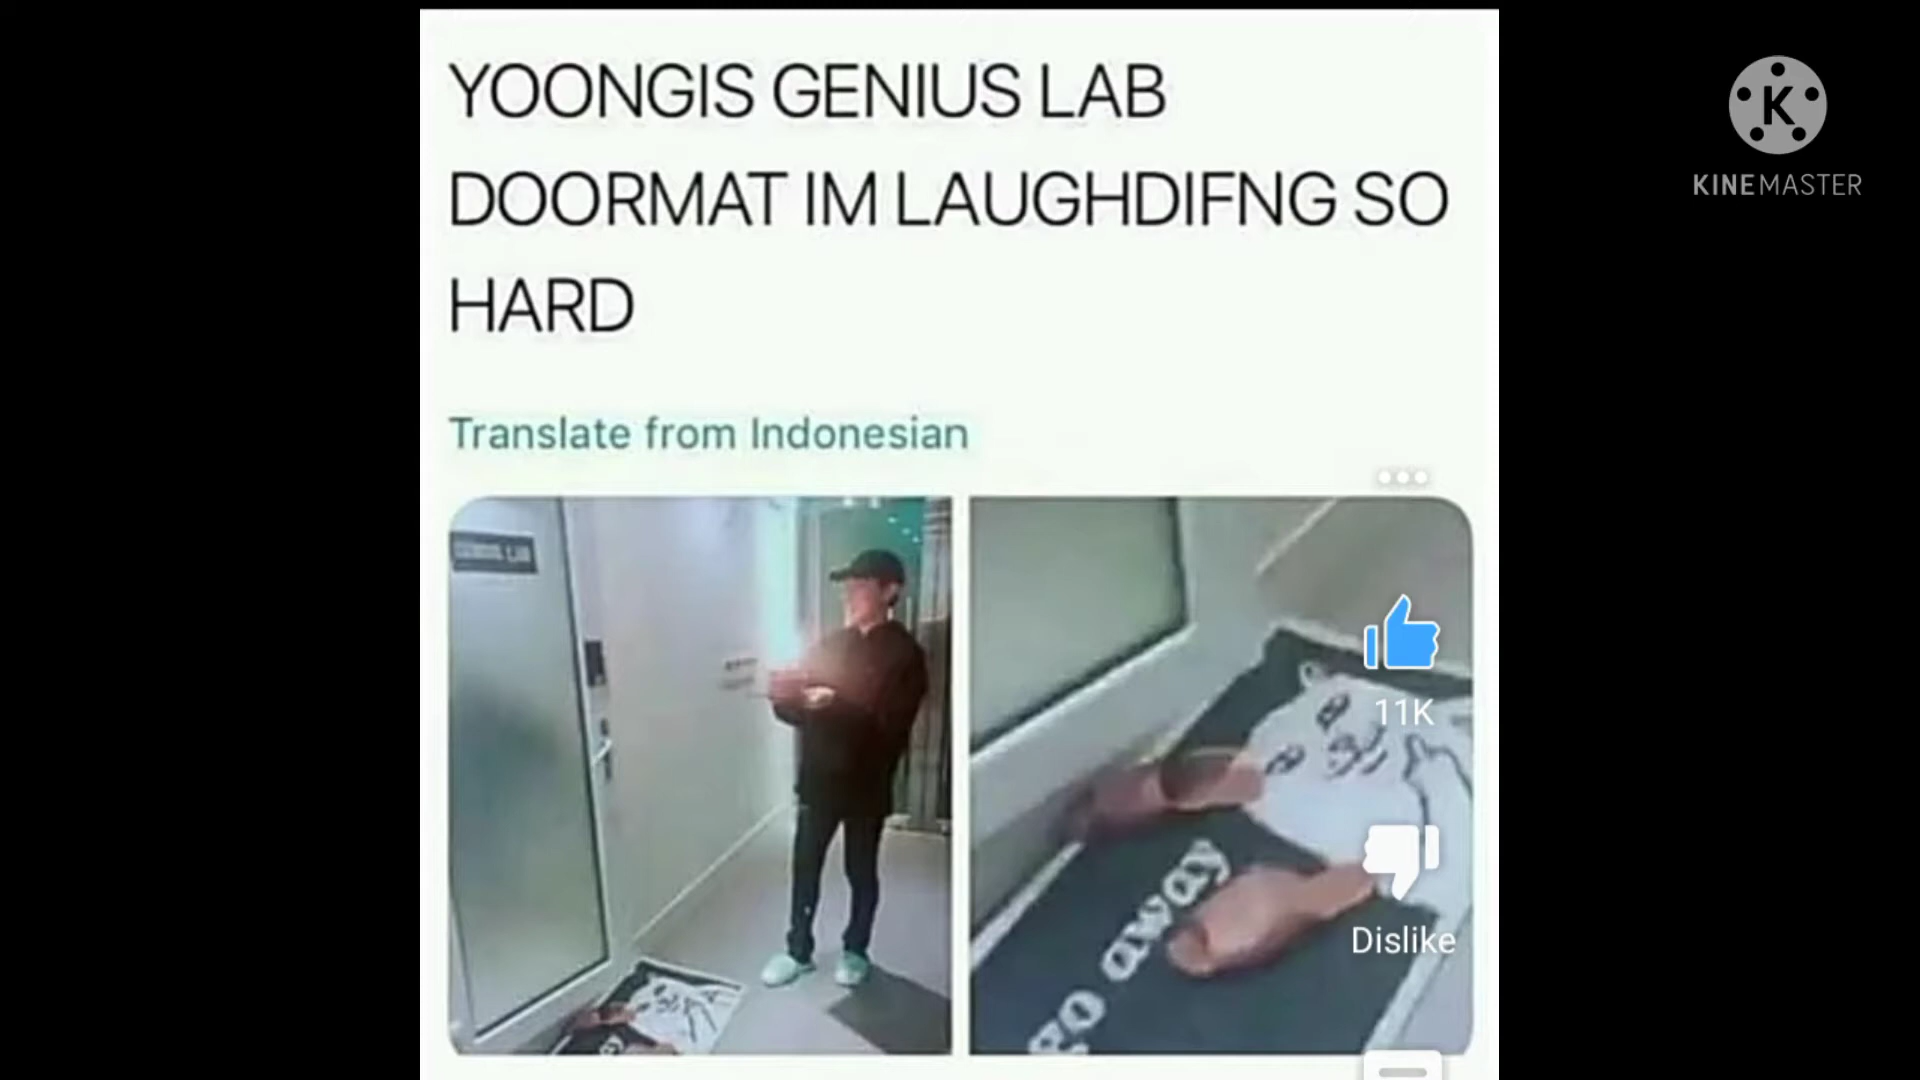 YOONGIS GENIUS LAB
DOORMAT IM LAUGHDIFNG SO
HARD
Translate from Indonesian
KINEMASTER
go away
11K
Dislike